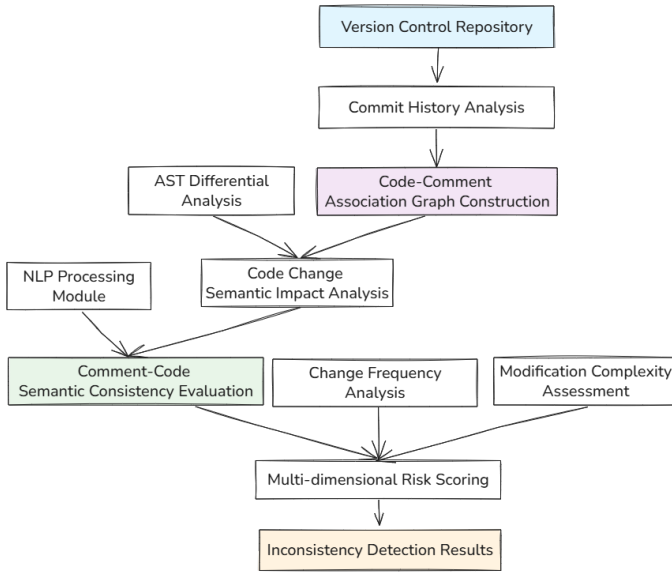 Version Control Repository
Commit History Analysis
AST Differential
Analysis
Code-Comment
Association Graph Construction
NLP Processing
Module
Code Change
Semantic Impact Analysis
Comment-Code
Semantic Consistency Evaluation
Change Frequency
Analysis
Modification Complexity
Assessment
Multi-dimensional Risk Scoring
Inconsistency Detection Results